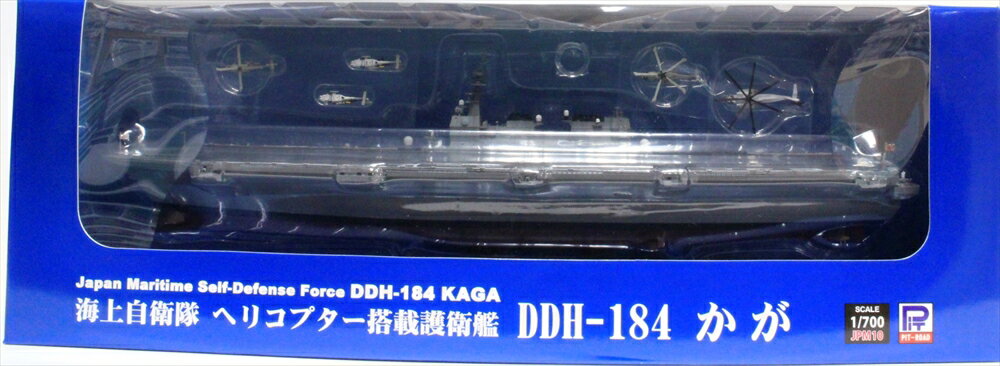 Japan Maritime Self-Defense Force DDH-184 KAGA
海上自衛隊 ヘリコプター搭載護衛艦 DDH-184 かが
SCALE
1/700
JPM10
PIT-ROAD